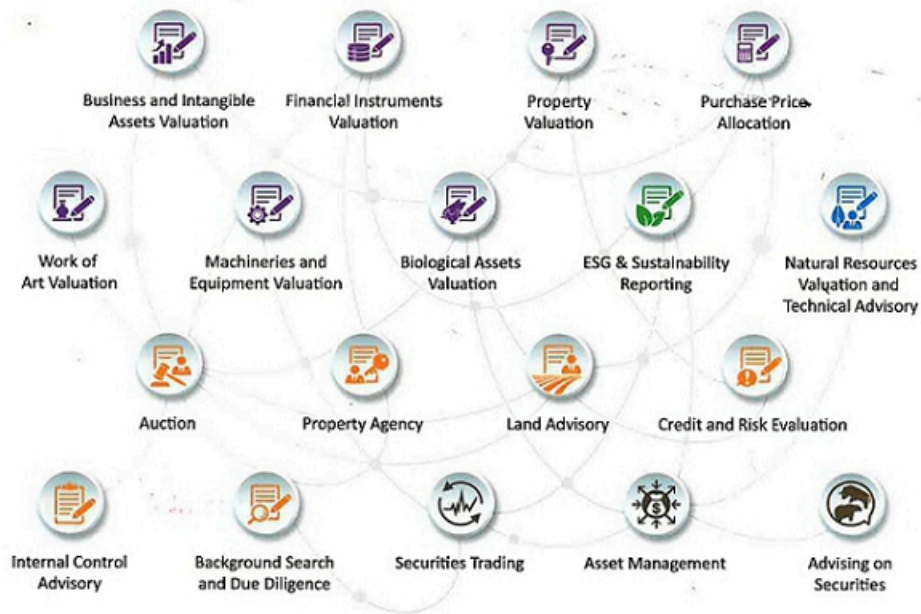 Business and Intangible
Assets Valuation
Financial Instruments
Valuation
Property
Valuation
Purchase Price
Allocation
Work of
Art Valuation
Machineries and
Equipment Valuation
Biological Assets
Valuation
ESG & Sustainability
Reporting
Natural Resources
Valuation and
Technical Advisory
Auction
Property Agency
Land Advisory
Credit and Risk Evaluation
Internal Control
Advisory
Background Search
and Due Diligence
Securities Trading
Asset Management
Advising on
Securities